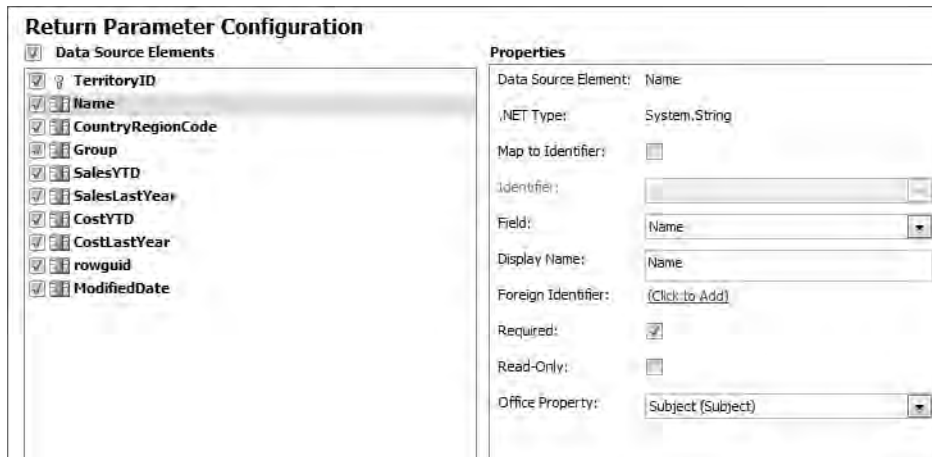 Return Parameter Configuration
Data Source Elements
TerritoryID
Name
CountryRegionCode
Group
SalesYTD
SalesLastYear
CostYTD
CostLastYear
rowguid
ModifiedDate
Properties
Data Source Element: Name
.NET Type: System.String
Map to Identifier:
Identifier:
Field: Name
Display Name: Name
Foreign Identifier: (Click to Add)
Required:
Read-Only:
Office Property: Subject (Subject)